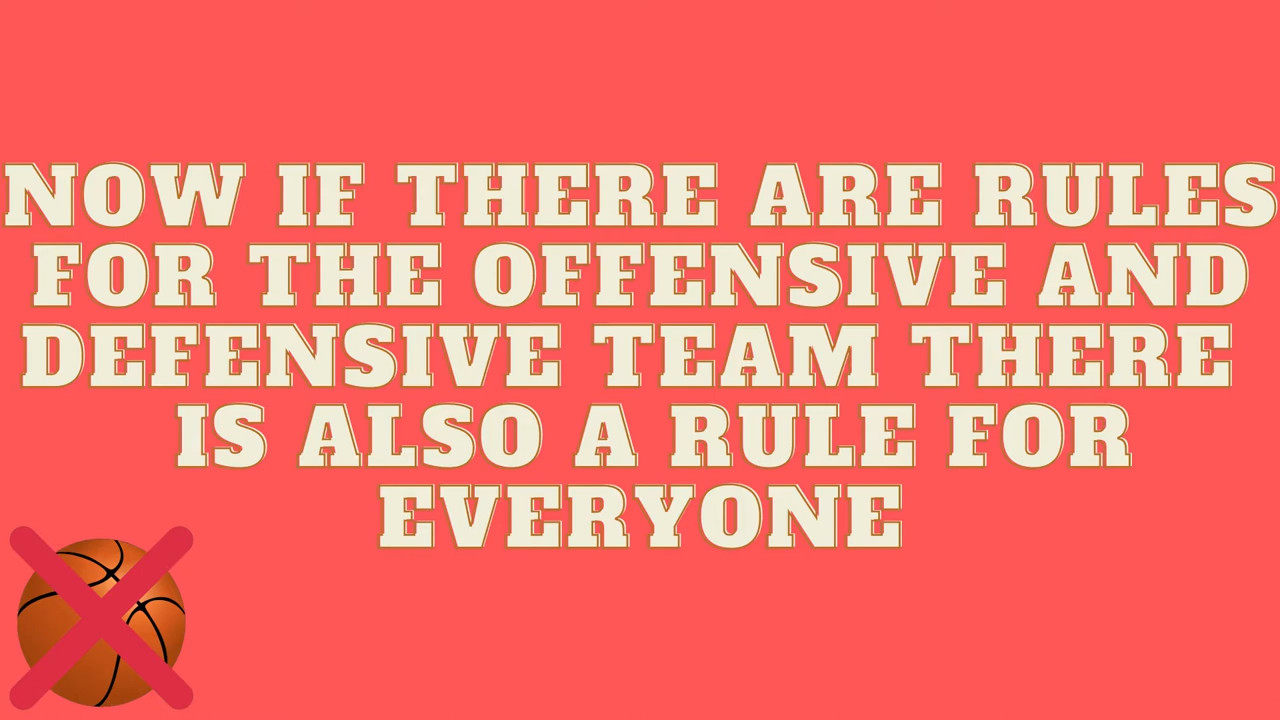 NOW IF THERE ARE RULES
FOR THE OFFENSIVE AND
DEFENSIVE TEAM THERE
IS ALSO A RULE FOR
EVERYONE